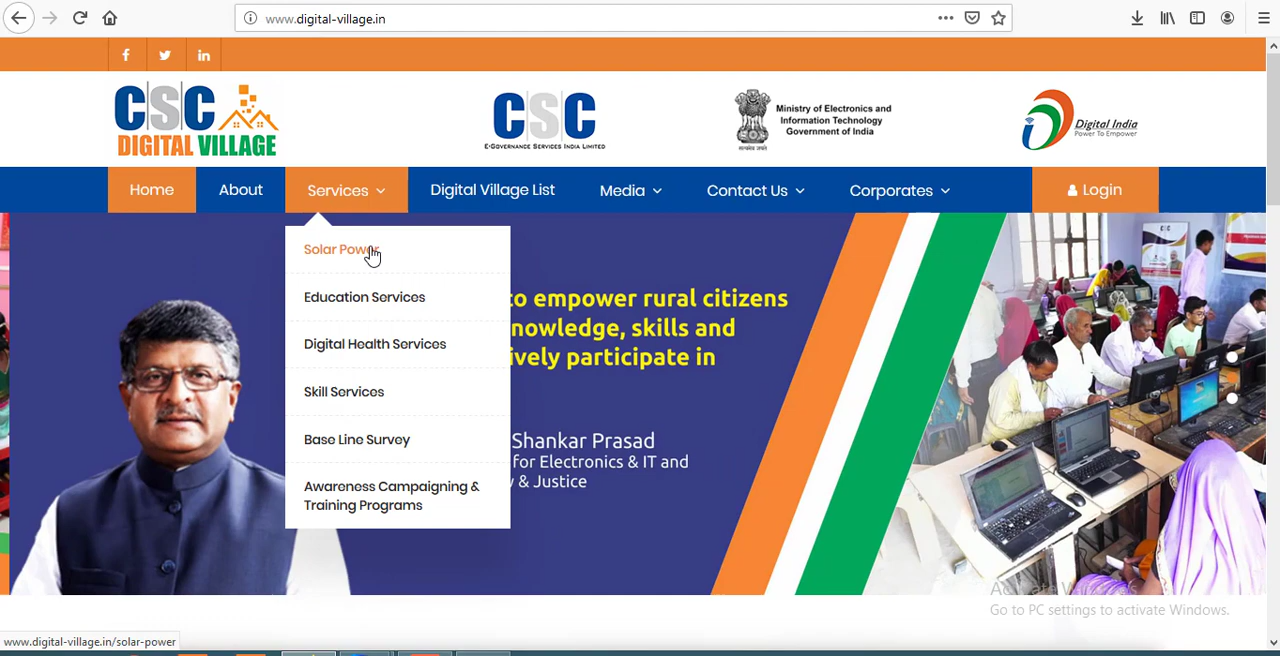 www.digital-village.in
CSC
DIGITAL VILLAGE
CSC
E-GOVERNANCE SERVICES INDIA LIMITED
Ministry of Electronics and
Information Technology
Government of India
Digital India
Power To Empower
Home
About
Services
Digital Village List
Media
Contact Us
Corporates
Login
Solar Power
Education Services
Digital Health Services
Skill Services
Base Line Survey
Awareness Campaigning &
Training Programs
to empower rural citizens
nowledge, skills and
ively participate in
Shankar Prasad
for Electronics & IT and
& Justice
Go to PC settings to activate Windows.
www.digital-village.in/solar-power